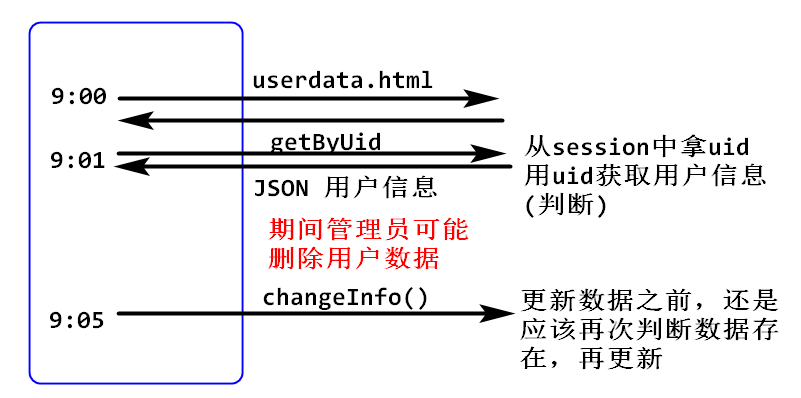 userdata.html
9:00
getByUid
9:01
从session中拿uid
用uid获取用户信息
(判断)
JSON 用户信息
期间管理员可能
删除用户数据
changeInfo()
9:05
更新数据之前，还是
应该再次判断数据存
在，再更新